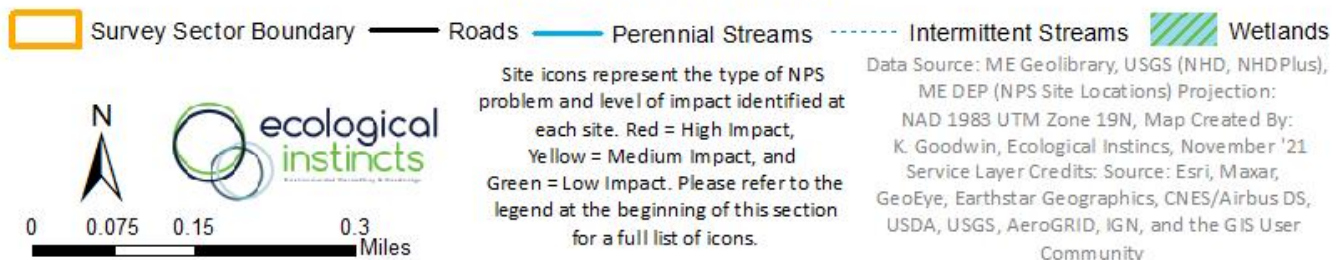 Survey Sector Boundary Roads Perennial Streams Intermittent Streams Wetlands
N
ecological
instincts
0 0.075 0.15 0.3
Miles
Site icons represent the type of NPS
problem and level of impact identified at
each site. Red = High Impact,
Yellow = Medium Impact, and
Green = Low Impact. Please refer to the
legend at the beginning of this section
for a full list of icons.
Data Source: ME Geolibrary, USGS (NHD, NHDPlus),
ME DEP (NPS Site Locations) Projection:
NAD 1983 UTM Zone 19N, Map Created By:
K. Goodwin, Ecological Instincs, November '21
Service Layer Credits: Source: Esri, Maxar,
GeoEye, Earthstar Geographics, CNES/Airbus DS,
USDA, USGS, AeroGRID, IGN, and the GIS User
Community